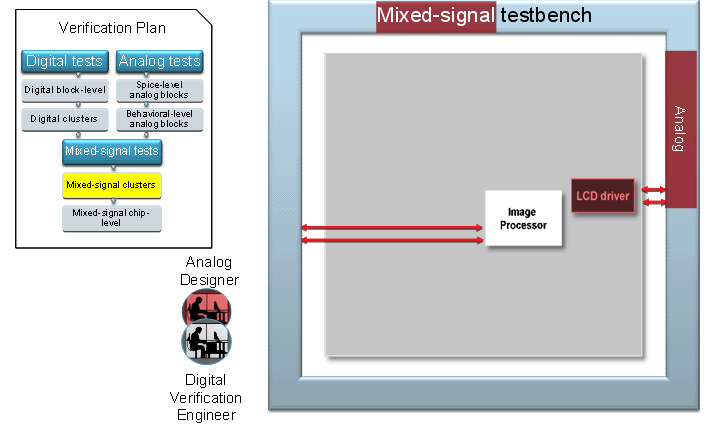 Verification Plan
Digital tests
Analog tests
Digital block-level
Spice-level
analog blocks
Digital clusters
Behavioral-level
analog blocks
Mixed-signal tests
Mixed-signal clusters
Mixed-signal chip-
level
Analog
Designer
Digital
Verification
Engineer
Mixed-signal testbench
Analog
LCD driver
Image
Processor